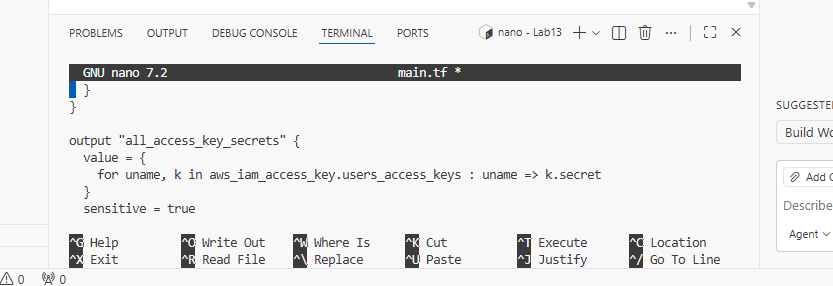 PROBLEMS OUTPUT DEBUG CONSOLE TERMINAL PORTS nano - Lab13
GNU nano 7.2 main.tf *
}
}
output "all_access_key_secrets" {
value = {
for uname, k in aws_iam_access_key.users_access_keys : uname => k.secret
}
sensitive = true
^G Help ^O Write Out ^W Where Is ^K Cut ^T Execute ^C Location
^X Exit ^R Read File ^\ Replace ^U Paste ^J Justify ^/ Go To Line
SUGGESTED
Build Wo
Add C
Describe
Agent
0 0